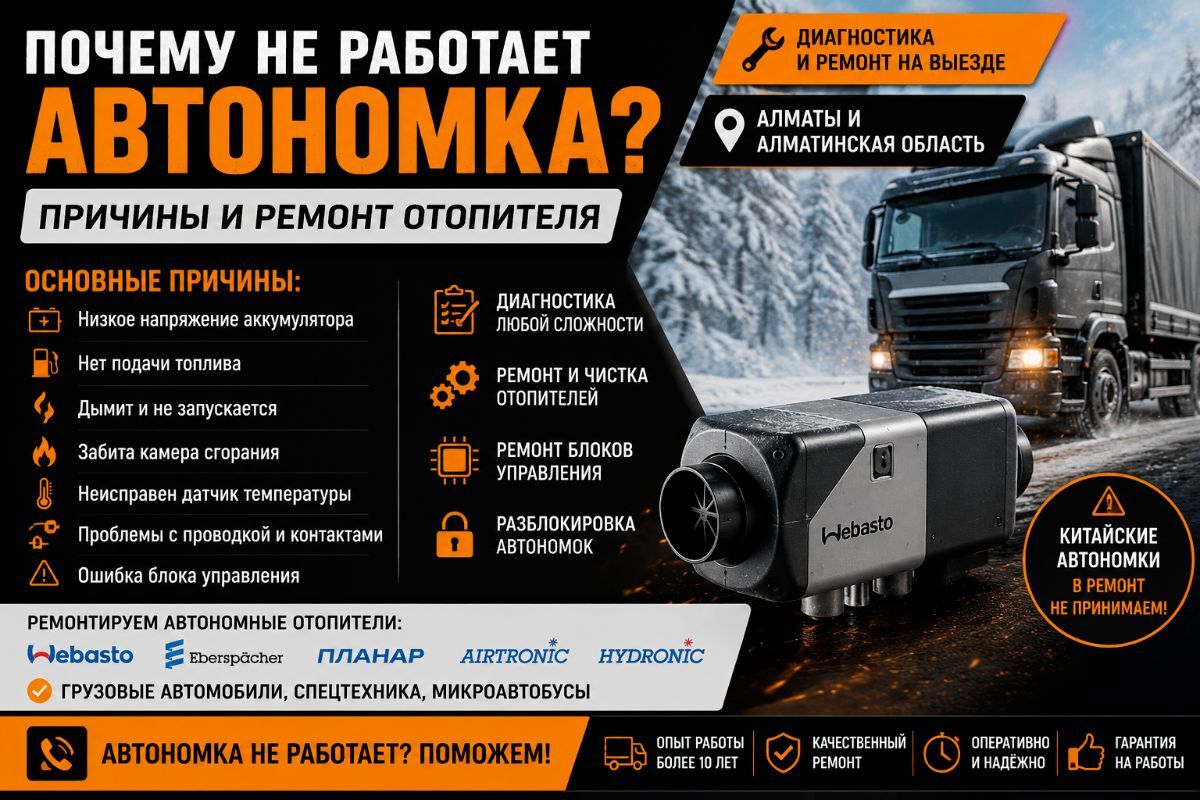 ПОЧЕМУ НЕ РАБОТАЕТ
АВТОНОМКА?
ПРИЧИНЫ И РЕМОНТ ОТОПИТЕЛЯ
ДИАГНОСТИКА
И РЕМОНТ НА ВЫЕЗДЕ
АЛМАТЫ И
АЛМАТИНСКАЯ ОБЛАСТЬ
ОСНОВНЫЕ ПРИЧИНЫ:
Низкое напряжение аккумулятора
Нет подачи топлива
Дымит и не запускается
Забита камера сгорания
Неисправен датчик температуры
Проблемы с проводкой и контактами
Ошибка блока управления
ДИАГНОСТИКА
ЛЮБОЙ СЛОЖНОСТИ
РЕМОНТ И ЧИСТКА
ОТОПИТЕЛЕЙ
РЕМОНТ БЛОКОВ
УПРАВЛЕНИЯ
РАЗБЛОКИРОВКА
АВТОНОМОК
Webasto
КИТАЙСКИЕ
АВТОНОМКИ
В РЕМОНТ
НЕ ПРИНИМАЕМ!
РЕМОНТИРУЕМ АВТОНОМНЫЕ ОТОПИТЕЛИ:
Webasto Eberspächer ПЛАНАР AIRTRONIC HYDRONIC
ГРУЗОВЫЕ АВТОМОБИЛИ, СПЕЦТЕХНИКА, МИКРОАВТОБУСЫ
АВТОНОМКА НЕ РАБОТАЕТ? ПОМОЖЕМ!
ОПЫТ РАБОТЫ
БОЛЕЕ 10 ЛЕТ
КАЧЕСТВЕННЫЙ
РЕМОНТ
ОПЕРАТИВНО
И НАДЁЖНО
ГАРАНТИЯ
НА РАБОТЫ